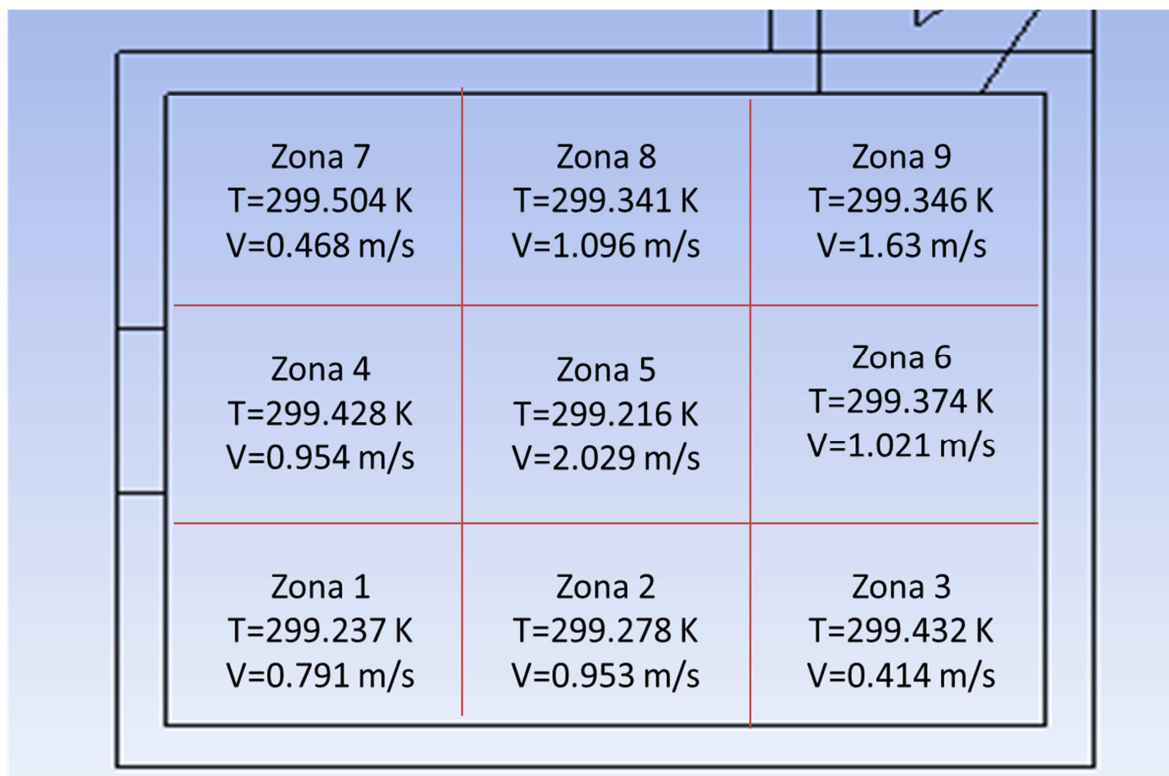 Zona 7
T=299.504 K
V=0.468 m/s
Zona 8
T=299.341 K
V=1.096 m/s
Zona 9
T=299.346 K
V=1.63 m/s
Zona 4
T=299.428 K
V=0.954 m/s
Zona 5
T=299.216 K
V=2.029 m/s
Zona 6
T=299.374 K
V=1.021 m/s
Zona 1
T=299.237 K
V=0.791 m/s
Zona 2
T=299.278 K
V=0.953 m/s
Zona 3
T=299.432 K
V=0.414 m/s